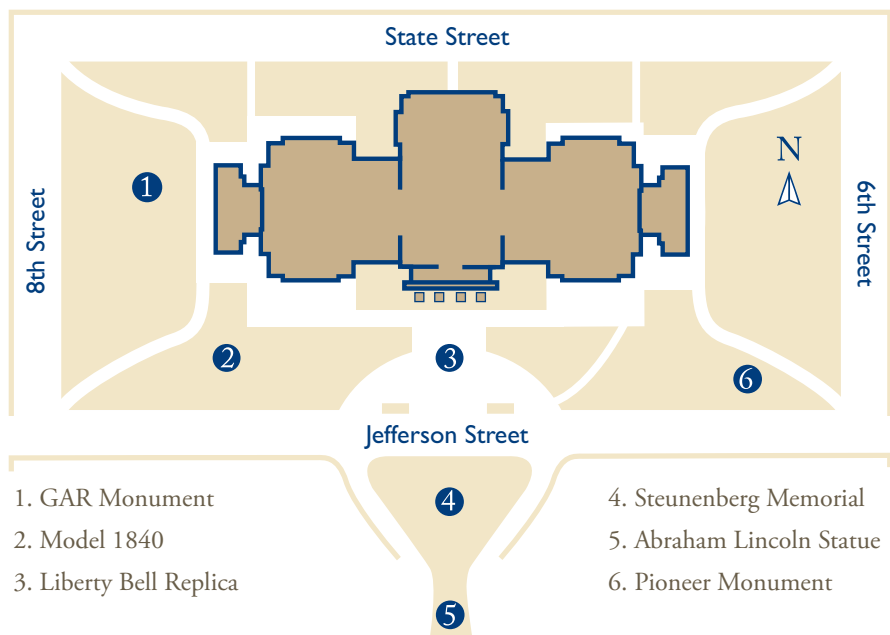 State Street
8th Street
1
N
6th Street
2
3
6
Jefferson Street
4
5
1. GAR Monument
2. Model 1840
3. Liberty Bell Replica
4. Steunenberg Memorial
5. Abraham Lincoln Statue
6. Pioneer Monument